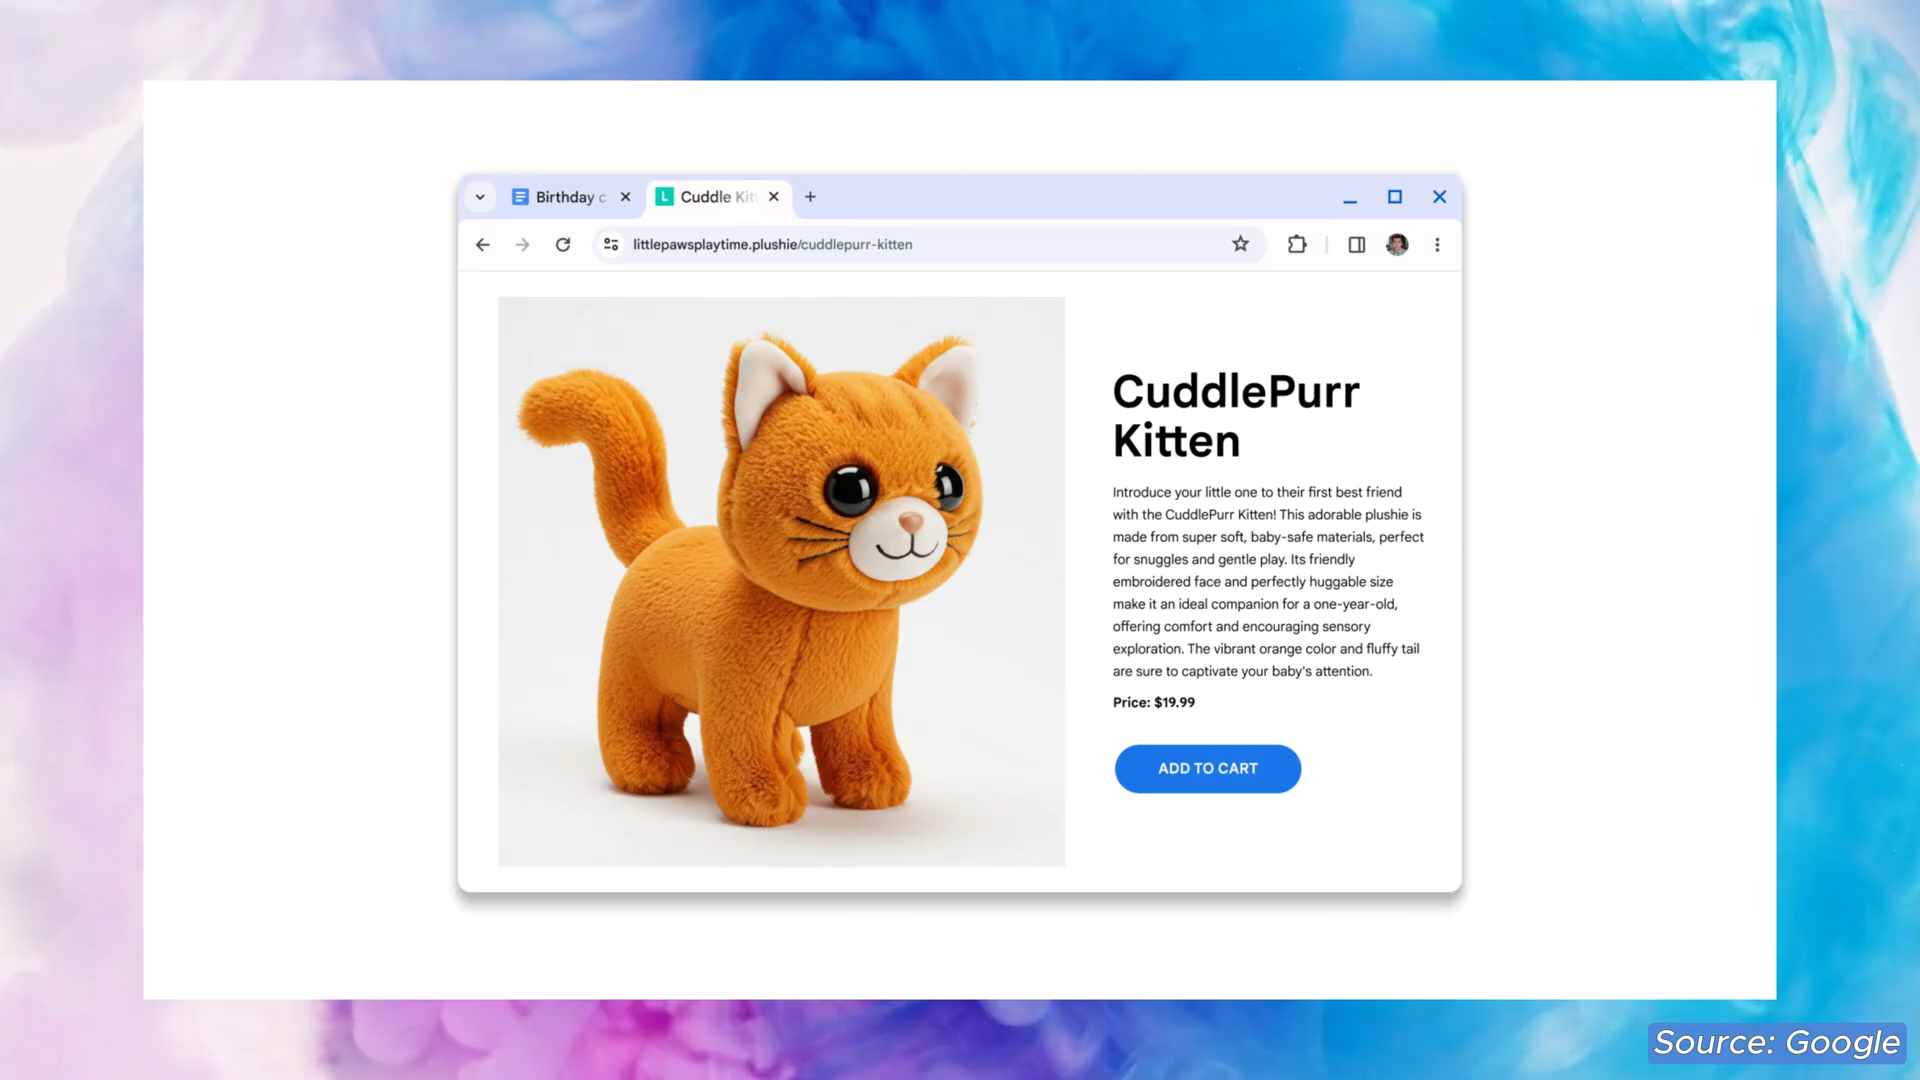 Birthday
L Cuddle Kit
littlepawsplaytime.plushie/cuddlepurr-kitten
CuddlePurr
Kitten
Introduce your little one to their first best friend
with the CuddlePurr Kitten! This adorable plushie is
made from super soft, baby-safe materials, perfect
for snuggles and gentle play. Its friendly
embroidered face and perfectly huggable size
make it an ideal companion for a one-year-old,
offering comfort and encouraging sensory
exploration. The vibrant orange color and fluffy tail
are sure to captivate your baby's attention.
Price: $19.99
ADD TO CART
Source: Google